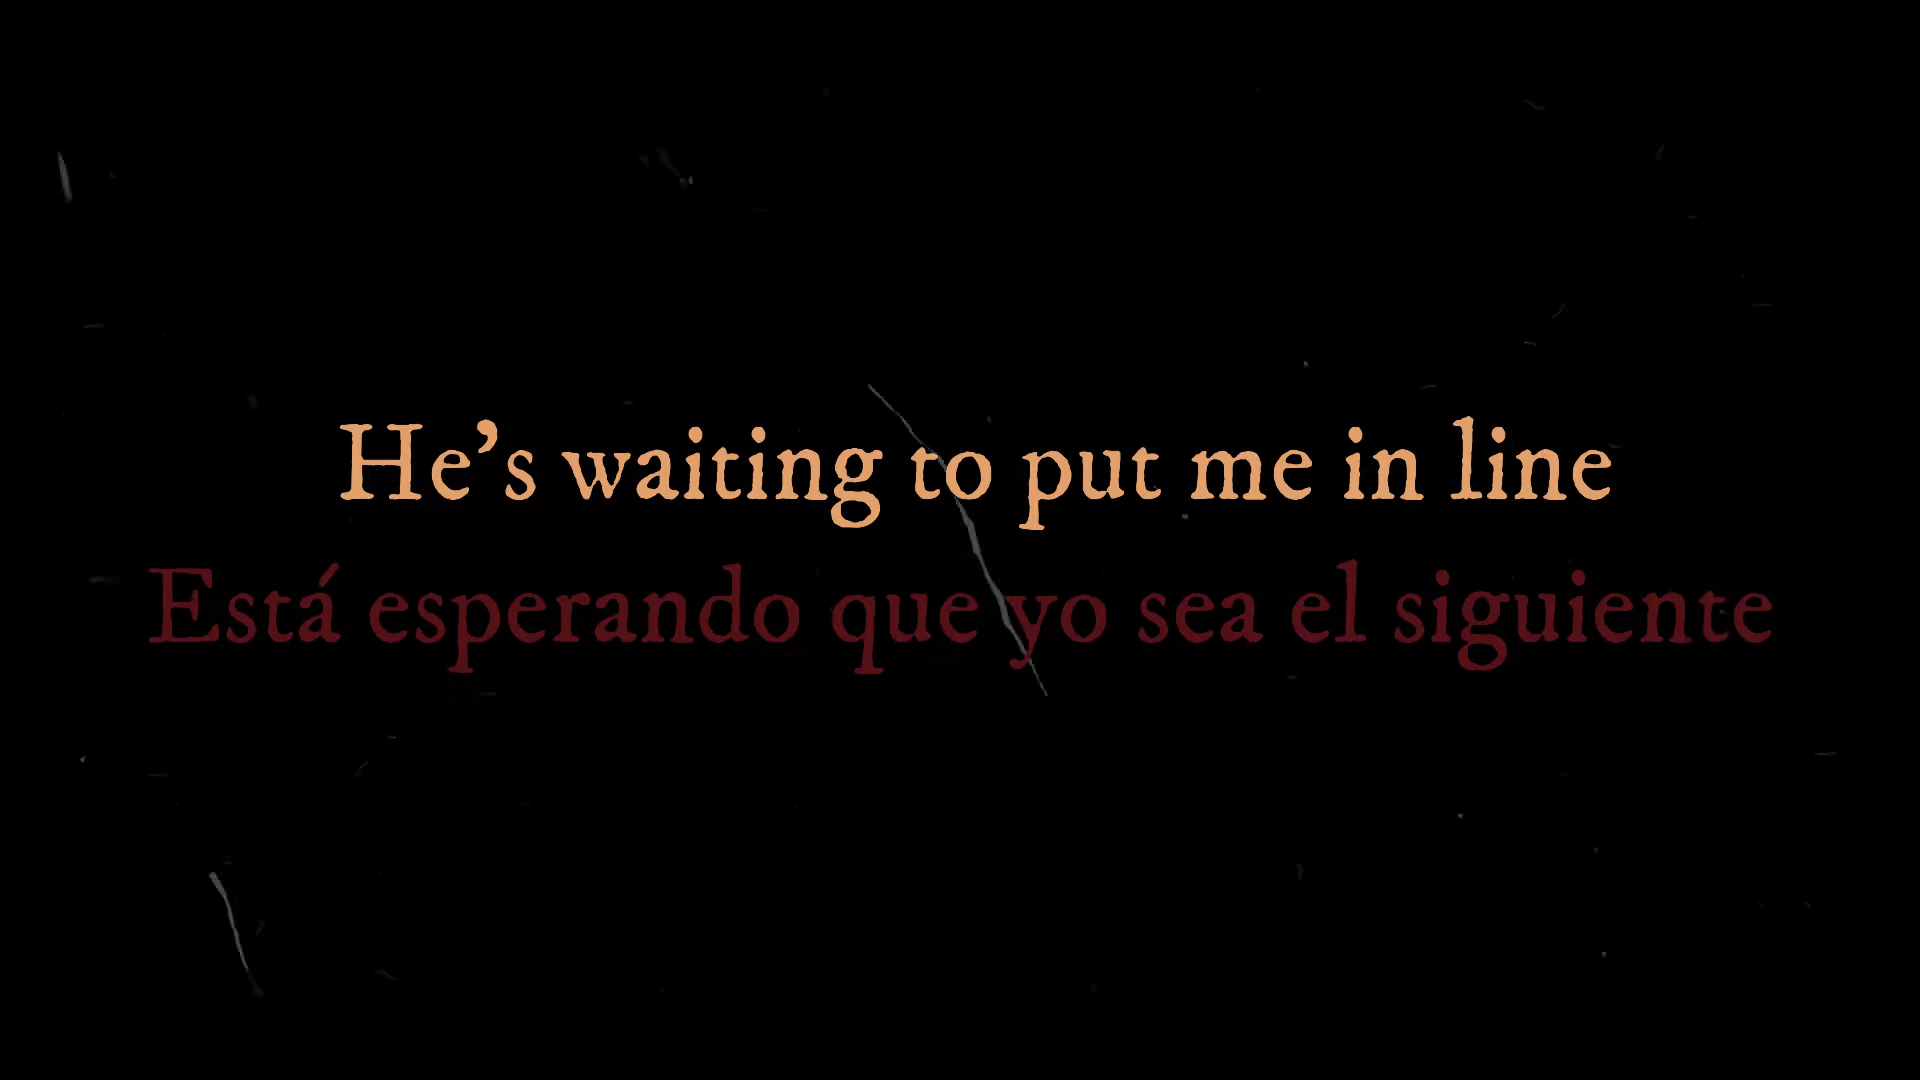 He’s waiting to put me in line
Está esperando que yo sea el siguiente